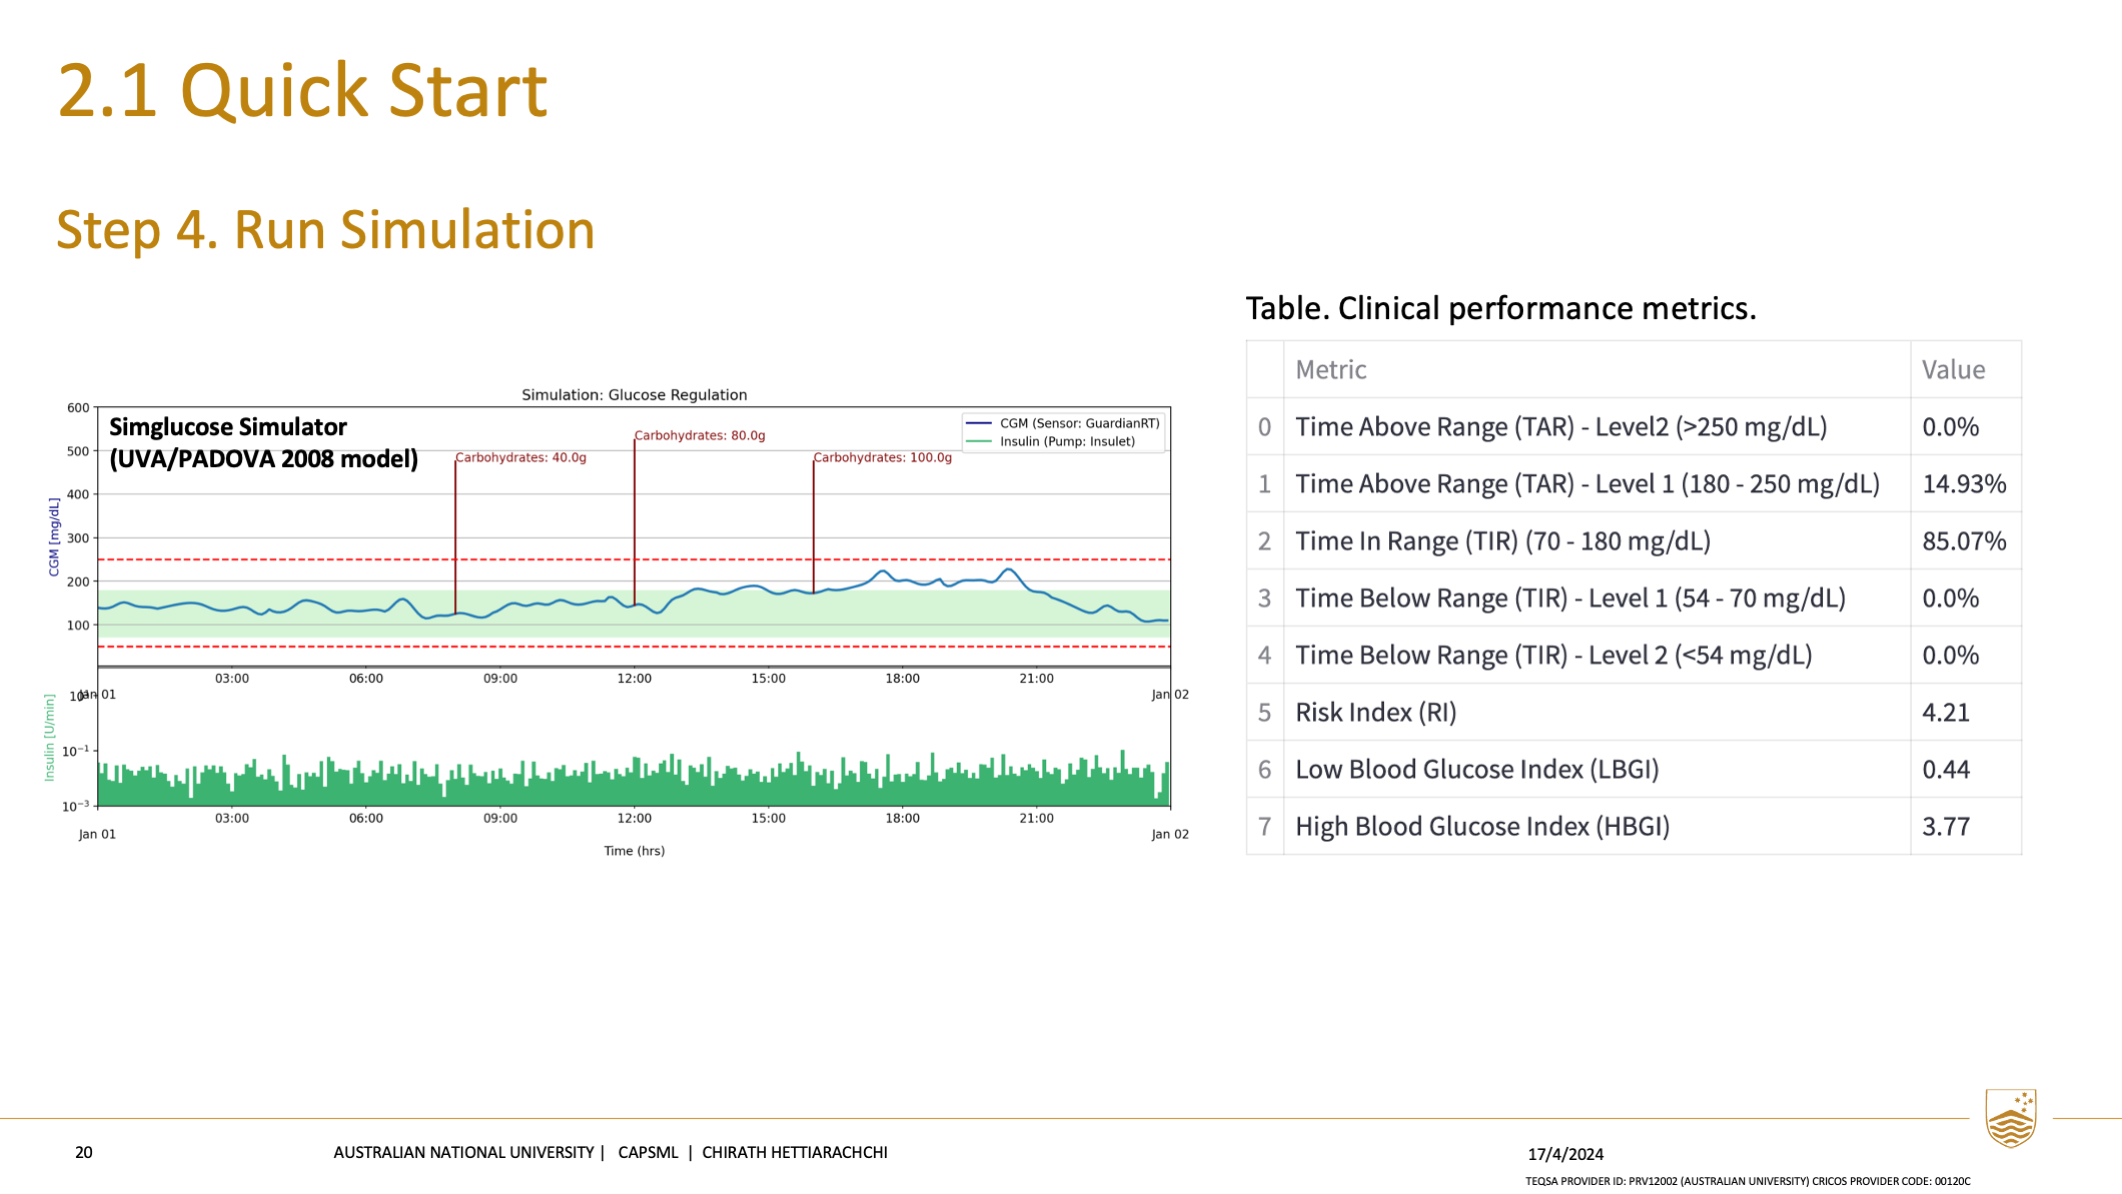 2.1 Quick Start
Step 4. Run Simulation
Simulation: Glucose Regulation
Simglucose Simulator
(UVA/PADOVA 2008 model)
CGM (Sensor: GuardianRT)
Insulin (Pump: Insulet)
Carbohydrates: 40.0g
Carbohydrates: 80.0g
Carbohydrates: 100.0g
CGM [mg/dL]
600
500
400
300
200
100
03:00 06:00 09:00 12:00 15:00 18:00 21:00
Jan 01 Jan 02
Insulin [U/min]
10⁻¹
10⁻³
03:00 06:00 09:00 12:00 15:00 18:00 21:00
Jan 01 Jan 02
Time (hrs)
Table. Clinical performance metrics.
Metric Value
0 Time Above Range (TAR) - Level2 (>250 mg/dL) 0.0%
1 Time Above Range (TAR) - Level 1 (180 - 250 mg/dL) 14.93%
2 Time In Range (TIR) (70 - 180 mg/dL) 85.07%
3 Time Below Range (TIR) - Level 1 (54 - 70 mg/dL) 0.0%
4 Time Below Range (TIR) - Level 2 (<54 mg/dL) 0.0%
5 Risk Index (RI) 4.21
6 Low Blood Glucose Index (LBGI) 0.44
7 High Blood Glucose Index (HBGI) 3.77
20
AUSTRALIAN NATIONAL UNIVERSITY | CAPSML | CHIRATH HETTIARACHCHI
17/4/2024
TEQSA PROVIDER ID: PRV12002 (AUSTRALIAN UNIVERSITY) CRICOS PROVIDER CODE: 00120C